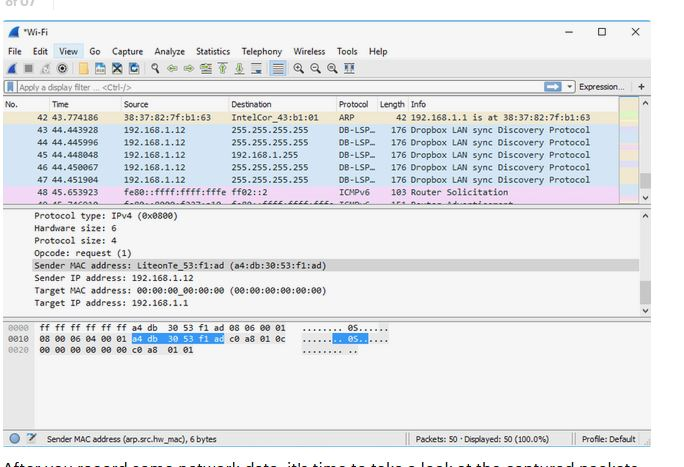 of 07
*Wi-Fi
File Edit View Go Capture Analyze Statistics Telephony Wireless Tools Help
Apply a display filter ... <Ctrl-/> Expression... +
No. Time Source Destination Protocol Length Info
42 43.774186 38:37:82:7f:b1:63 IntelCor_43:b1:01 ARP 42 192.168.1.1 is at 38:37:82:7f:b1:63
43 44.443928 192.168.1.12 255.255.255.255 DB-LSP… 176 Dropbox LAN sync Discovery Protocol
44 44.445996 192.168.1.12 255.255.255.255 DB-LSP… 176 Dropbox LAN sync Discovery Protocol
45 44.448048 192.168.1.12 192.168.1.255 DB-LSP… 176 Dropbox LAN sync Discovery Protocol
46 44.450067 192.168.1.12 255.255.255.255 DB-LSP… 176 Dropbox LAN sync Discovery Protocol
47 44.451904 192.168.1.12 255.255.255.255 DB-LSP… 176 Dropbox LAN sync Discovery Protocol
48 45.653923 fe80::ffff:ffff:fffe ff02::2 ICMPv6 103 Router Solicitation
Protocol type: IPv4 (0x0800)
Hardware size: 6
Protocol size: 4
Opcode: request (1)
Sender MAC address: LiteonTe_53:f1:ad (a4:db:30:53:f1:ad)
Sender IP address: 192.168.1.12
Target MAC address: 00:00:00_00:00:00 (00:00:00:00:00:00)
Target IP address: 192.168.1.1
0000 ff ff ff ff ff ff a4 db 30 53 f1 ad 08 06 00 01 ........ 0S......
0010 08 00 06 04 00 01 a4 db 30 53 f1 ad c0 a8 01 0c ........ 0S......
0020 00 00 00 00 00 00 c0 a8 01 01 ........ ..
Sender MAC address (arp.src.hw_mac), 6 bytes Packets: 50 · Displayed: 50 (100.0%) Profile: Default
After you record some network data, it's time to take a look at the captured packets.